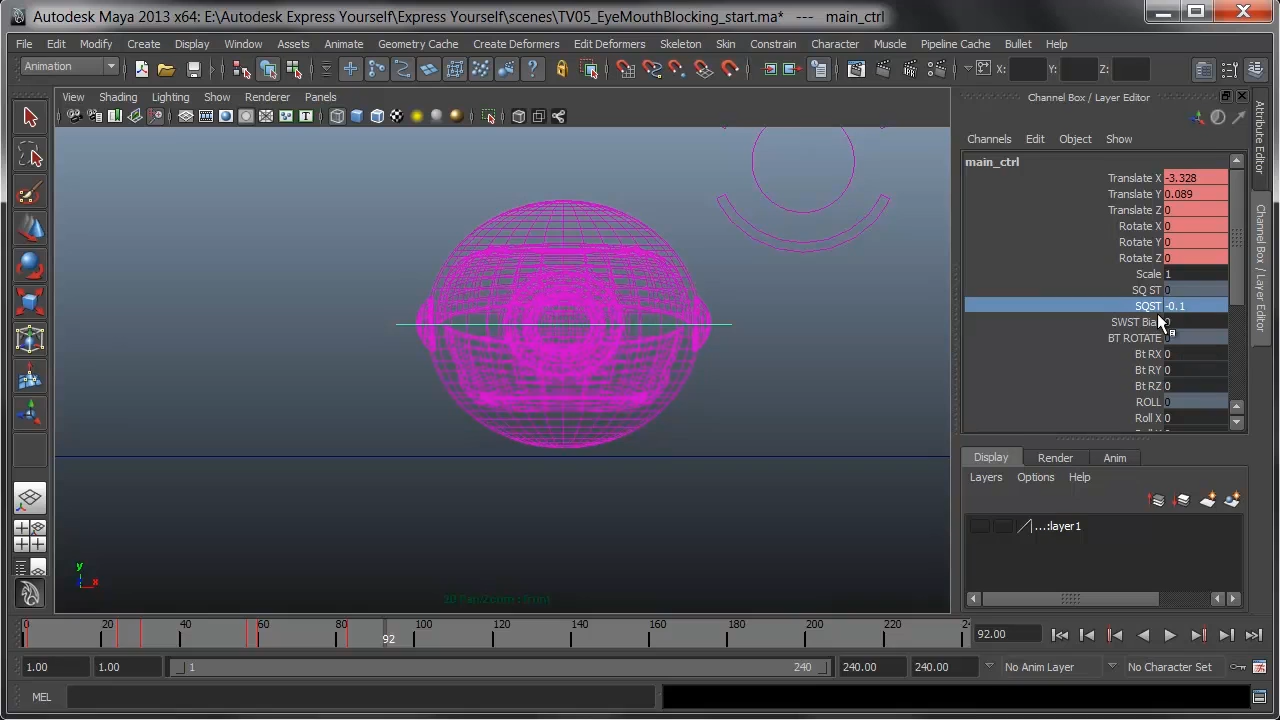 Autodesk Maya 2013 x64: E:\Autodesk Express Yourself\Express Yourself\scenes\TV05_EyeMouthBlocking_start.ma* --- main_ctrl
File Edit Modify Create Display Window Assets Animate Geometry Cache Create Deformers Edit Deformers Skeleton Skin Constrain Character Muscle Pipeline Cache Bullet Help
Animation X: Y: Z:
View Shading Lighting Show Renderer Panels
Channel Box / Layer Editor
Channels Edit Object Show
main_ctrl
Translate X -3.328
Translate Y 0.089
Translate Z 0
Rotate X 0
Rotate Y 0
Rotate Z 0
Scale 1
SQ ST 0
SQST -0.1
SWST Bia
BT ROTATE 0
Bt RX 0
Bt RY 0
Bt RZ 0
ROLL 0
Roll X 0
Attribute Editor
Channel Box / Layer Editor
Display Render Anim
Layers Options Help
...:layer1
y
x
0 20 40 60 92 100 120 140 160 180 200 220
92.00
1.00 1.00 1 240 240.00 240.00 No Anim Layer No Character Set
MEL